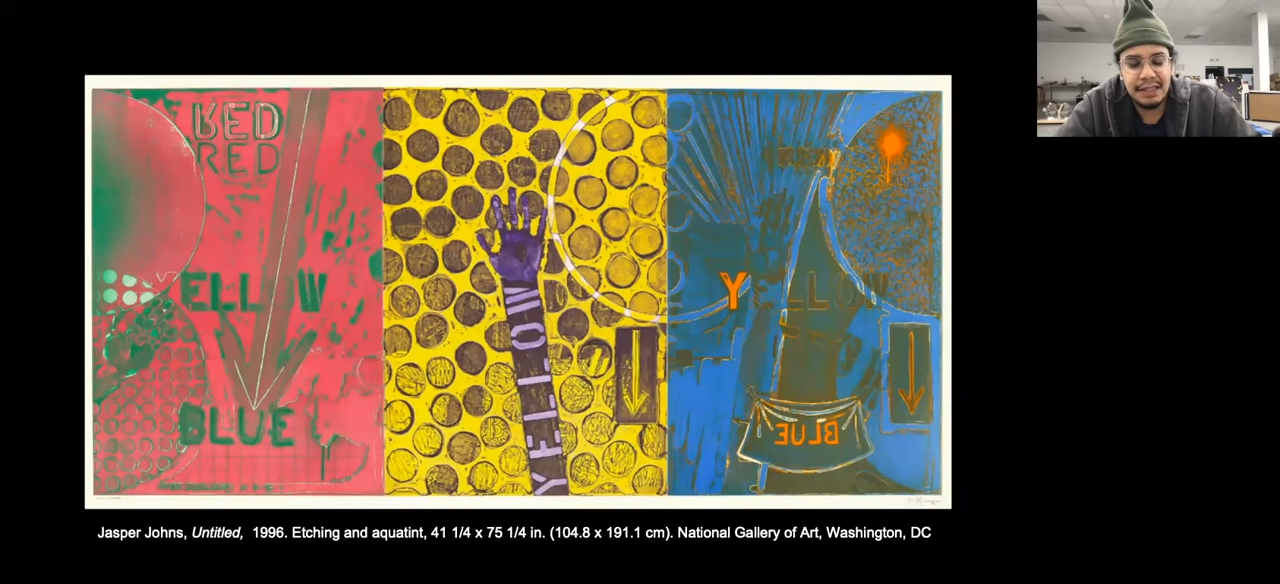 RED
RED
ELL W
BLUE
YELLOW
YELLOW
BLUE
Jasper Johns, Untitled, 1996. Etching and aquatint, 41 1/4 x 75 1/4 in. (104.8 x 191.1 cm). National Gallery of Art, Washington, DC